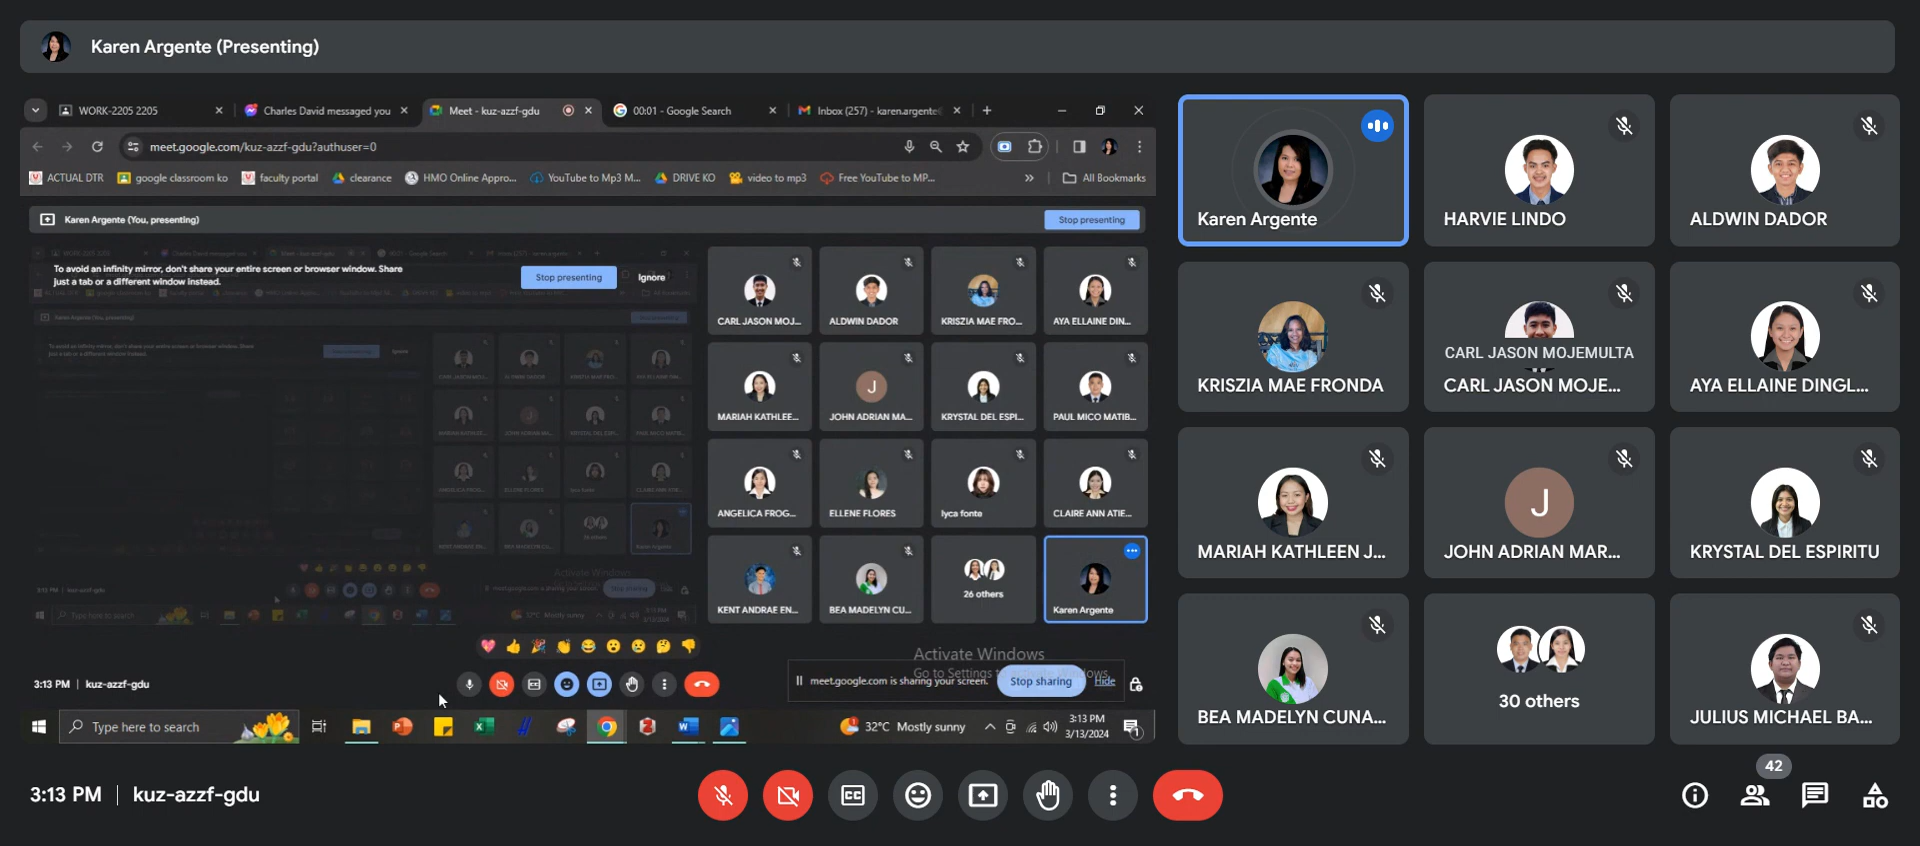 Karen Argente (Presenting)
WORK-2205 2205
Charles David messaged you
Meet - kuz-azzf-gdu
00:01 - Google Search
Inbox (257) - karen.argente
meet.google.com/kuz-azzf-gdu?authuser=0
ACTUAL DTR
google classroom ko
faculty portal
clearance
HMO Online Appro...
YouTube to Mp3 M...
DRIVE KO
video to mp3
Free YouTube to MP...
»
All Bookmarks
Karen Argente (You, presenting)
Stop presenting
To avoid an infinity mirror, don't share your entire screen or browser window. Share
just a tab or a different window instead.
Stop presenting
Ignore
CARL JASON MOJ...
ALDWIN DADOR
KRISZIA MAE FRO...
AYA ELLAINE DIN...
MARIAH KATHLEE...
J
JOHN ADRIAN MA...
KRYSTAL DEL ESPI...
PAUL MICO MATIB...
ANGELICA FROG...
ELLENE FLORES
lyca fonte
CLAIRE ANN ATIE...
KENT ANDRAE EN...
BEA MADELYN CU...
26 others
Karen Argente
Activate Windows
Go to Settings
meet.google.com is sharing your screen.
Stop sharing
Hide
3:13 PM | kuz-azzf-gdu
Type here to search
32°C Mostly sunny
3:13 PM
3/13/2024
1
Karen Argente
HARVIE LINDO
ALDWIN DADOR
KRISZIA MAE FRONDA
CARL JASON MOJEMULTA
CARL JASON MOJE...
AYA ELLAINE DINGL...
MARIAH KATHLEEN J...
J
JOHN ADRIAN MAR...
KRYSTAL DEL ESPIRITU
BEA MADELYN CUNA...
30 others
JULIUS MICHAEL BA...
3:13 PM | kuz-azzf-gdu
CC
42